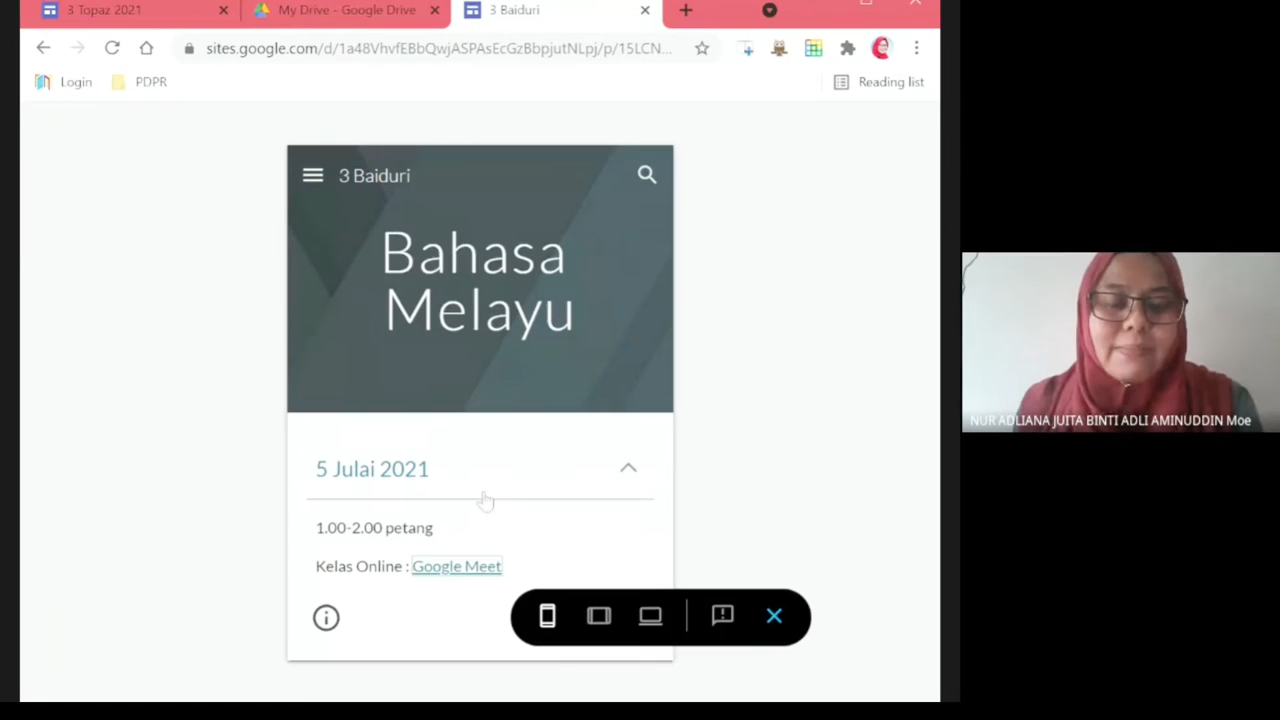 3 Topaz 2021
My Drive - Google Drive
3 Baiduri
sites.google.com/d/1a48VhvfEBbQwjASPAsEcGzBbpjutNLpj/p/15LCN...
Login
PDPR
Reading list
3 Baiduri
Bahasa
Melayu
5 Julai 2021
1.00-2.00 petang
Kelas Online : Google Meet
NUR ADLIANA JUITA BINTI ADLI AMINUDDIN Moe